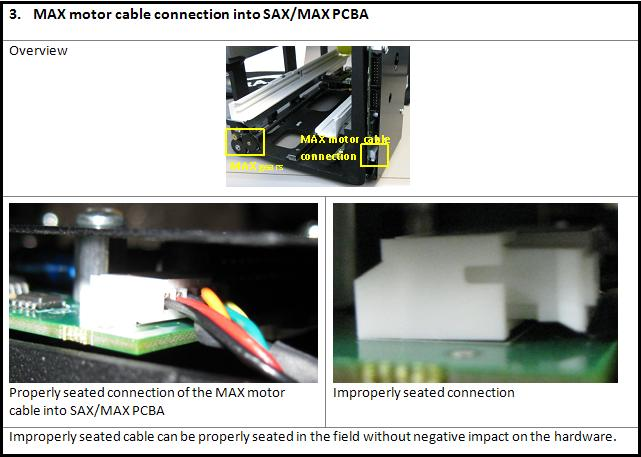 3. MAX motor cable connection into SAX/MAX PCBA
Overview
MAX motor cable
connection
MAX gears
Properly seated connection of the MAX motor
cable into SAX/MAX PCBA
Improperly seated connection
Improperly seated cable can be properly seated in the field without negative impact on the hardware.